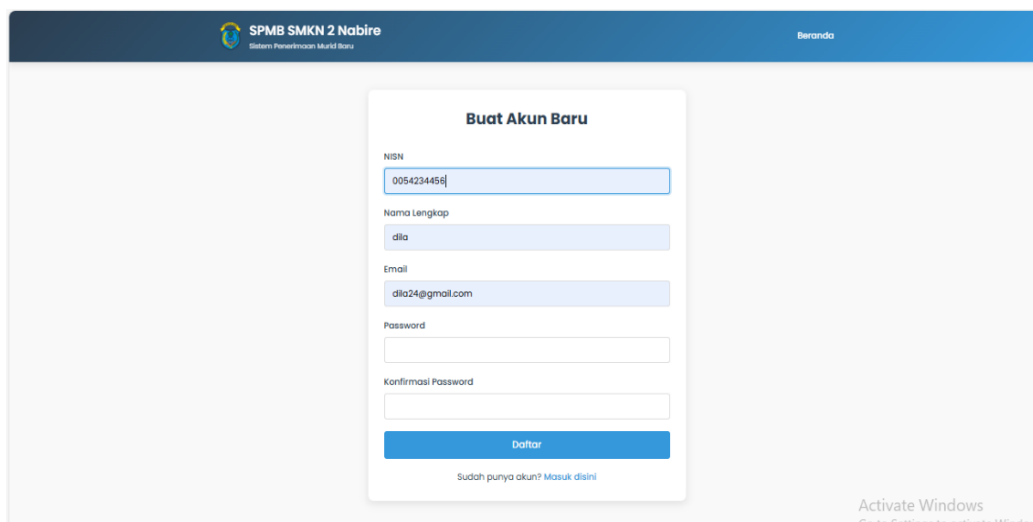 SPMB SMKN 2 Nabire
Sistem Penerimaan Murid Baru
Beranda
Buat Akun Baru
NISN
0054234456
Nama Lengkap
dila
Email
dila24@gmail.com
Password
Konfirmasi Password
Daftar
Sudah punya akun? Masuk disini
Activate Windows